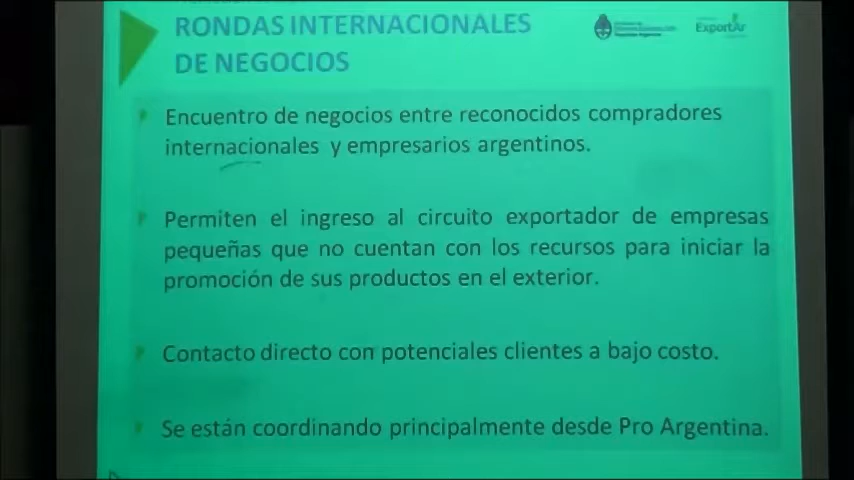 RONDAS INTERNACIONALES
DE NEGOCIOS
ExportAr
Encuentro de negocios entre reconocidos compradores
internacionales y empresarios argentinos.
Permiten el ingreso al circuito exportador de empresas
pequeñas que no cuentan con los recursos para iniciar la
promoción de sus productos en el exterior.
Contacto directo con potenciales clientes a bajo costo.
Se están coordinando principalmente desde Pro Argentina.